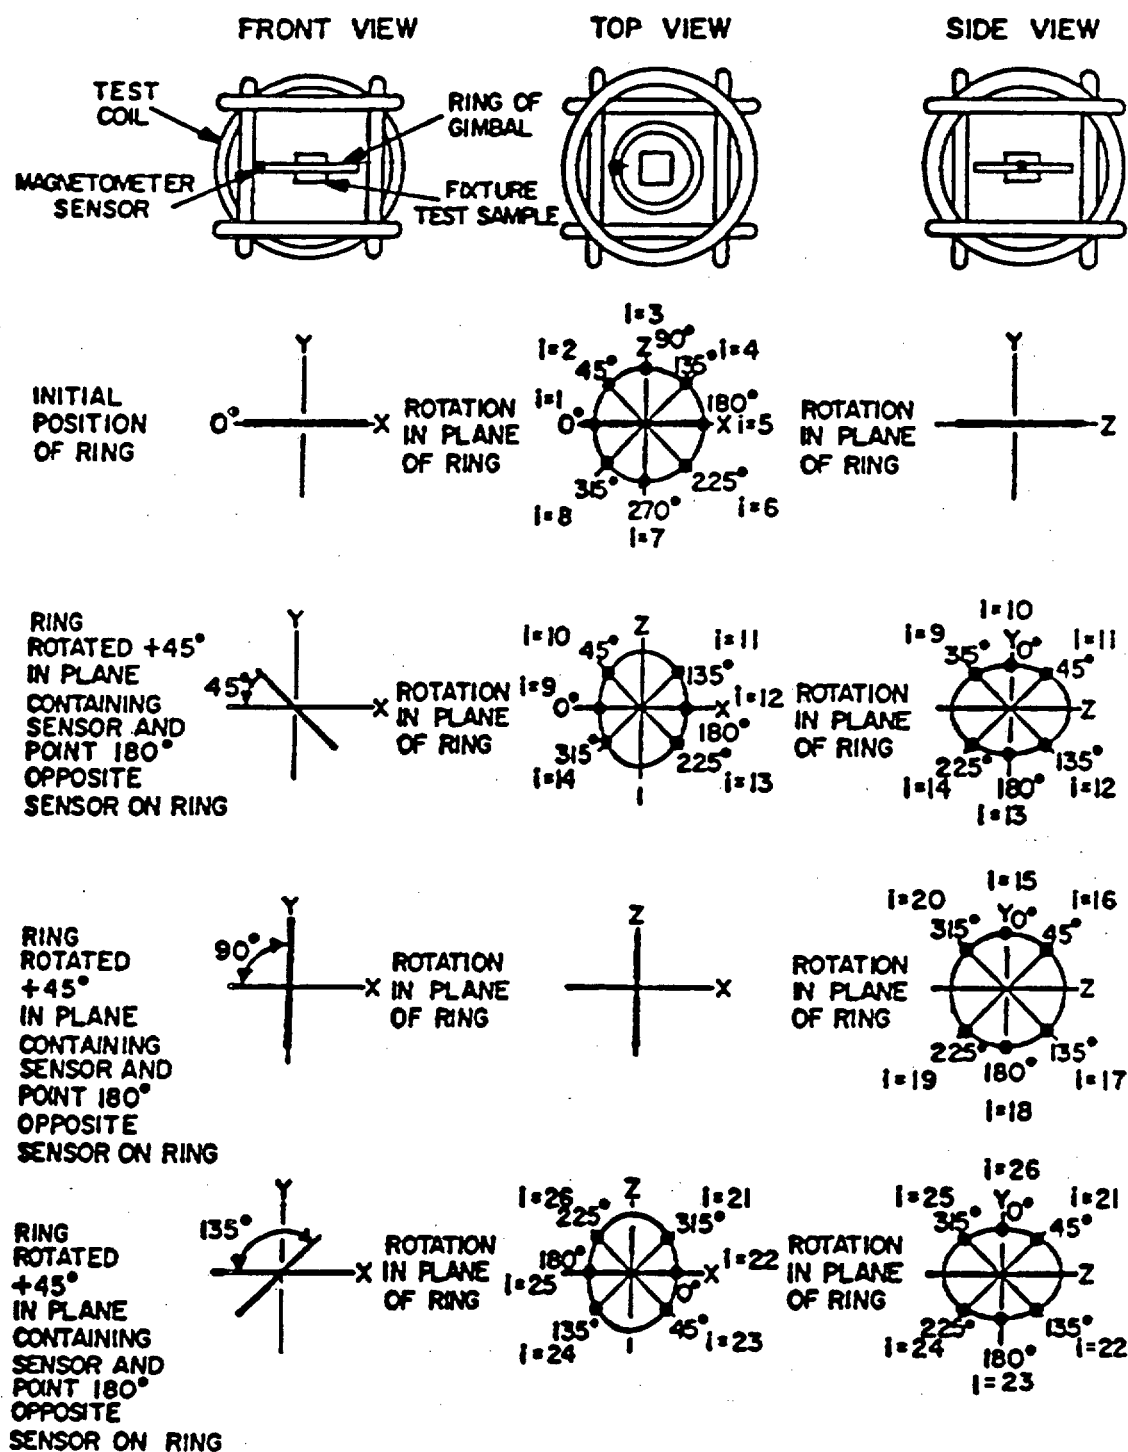 FRONT VIEW
TOP VIEW
SIDE VIEW
TEST
COIL
RING OF
GIMBAL
MAGNETOMETER
SENSOR
FIXTURE
TEST SAMPLE
INITIAL
POSITION
OF RING
Y
0°
X
ROTATION
IN PLANE
OF RING
i=3
Z 90°
i=2
45°
135°
i=4
i=1
0°
180°
X
i=5
315°
225°
i=8
270°
i=6
i=7
ROTATION
IN PLANE
OF RING
Y
Z
RING
ROTATED +45°
IN PLANE
CONTAINING
SENSOR AND
POINT 180°
OPPOSITE
SENSOR ON RING
Y
45°
X
ROTATION
IN PLANE
OF RING
Z
i=10
i=11
45°
135°
i=9
0°
X
i=12
180°
315°
225°
i=14
i=13
ROTATION
IN PLANE
OF RING
i=10
i=9
Y 0°
i=11
315°
45°
Z
225°
135°
i=14
180°
i=12
i=13
RING
ROTATED
+45°
IN PLANE
CONTAINING
SENSOR AND
POINT 180°
OPPOSITE
SENSOR ON RING
Y
90°
X
ROTATION
IN PLANE
OF RING
Z
X
ROTATION
IN PLANE
OF RING
i=15
i=20
i=16
Y 0°
315°
45°
Z
225°
135°
180°
i=19
i=17
i=18
RING
ROTATED
+45°
IN PLANE
CONTAINING
SENSOR AND
POINT 180°
OPPOSITE
SENSOR ON RING
Y
135°
X
ROTATION
IN PLANE
OF RING
Z
i=26
i=21
225°
315°
180°
X
i=22
i=25
0°
135°
45°
i=24
i=23
ROTATION
IN PLANE
OF RING
i=26
i=25
Y 0°
i=21
315°
45°
Z
225°
135°
i=24
180°
i=22
i=23